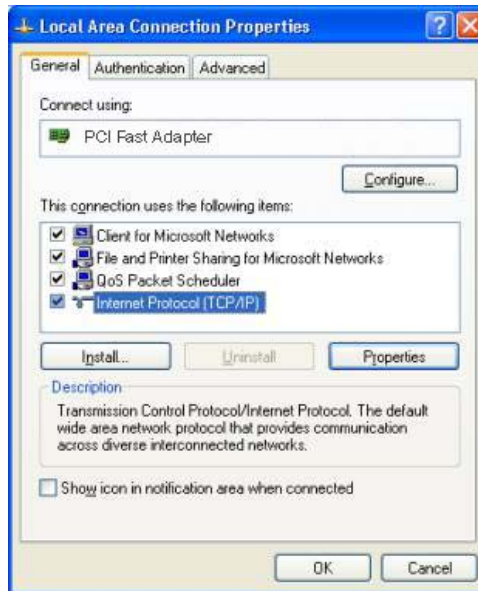 Local Area Connection Properties
General Authentication Advanced
Connect using:
PCI Fast Adapter
Configure...
This connection uses the following items:
Client for Microsoft Networks
File and Printer Sharing for Microsoft Networks
QoS Packet Scheduler
Internet Protocol (TCP/IP)
Install... Uninstall Properties
Description
Transmission Control Protocol/Internet Protocol. The default
wide area network protocol that provides communication
across diverse interconnected networks.
Show icon in notification area when connected
OK Cancel